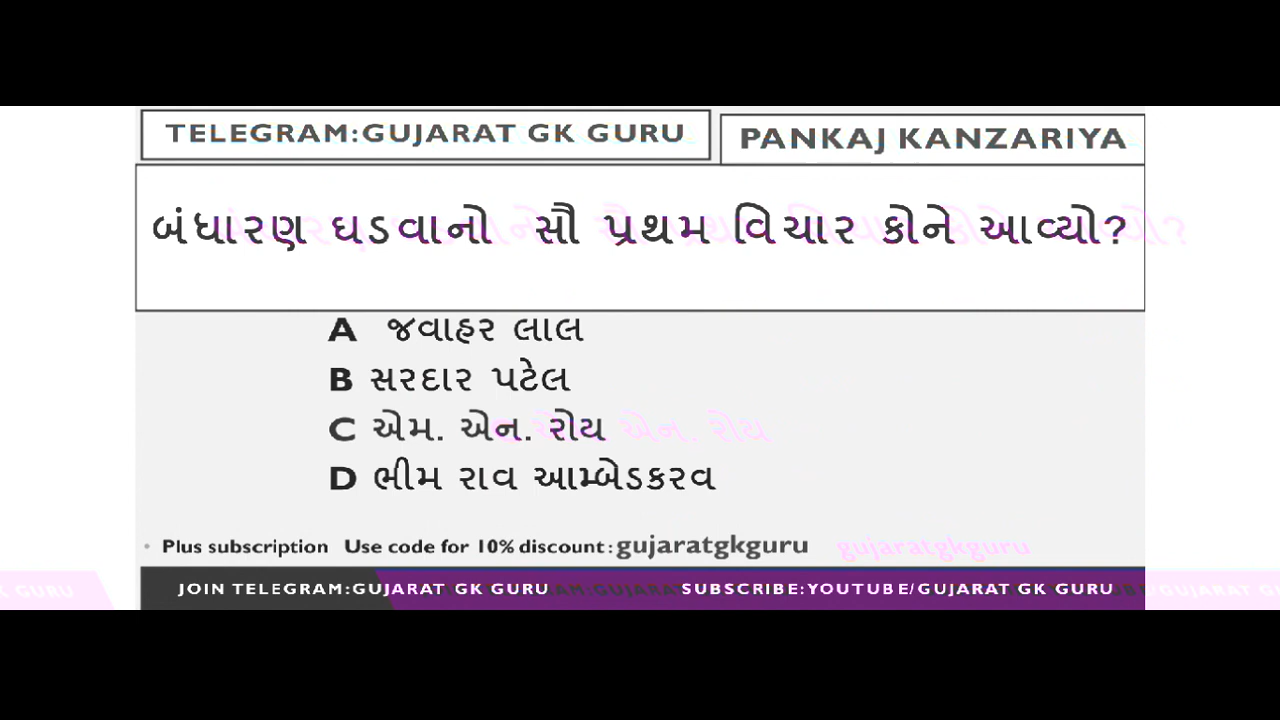 TELEGRAM:GUJARAT GK GURU
PANKAJ KANZARIYA
બંધારણ ઘડવાનો સૌ પ્રથમ વિચાર કોને આવ્યો?
A જવાહર લાલ
B સરદાર પટેલ
C એમ. એન. રોય
D ભીમ રાવ આમ્બેડકરવ
• Plus subscription Use code for 10% discount : gujaratgkguru
JOIN TELEGRAM:GUJARAT GK GURU SUBSCRIBE:YOUTUBE/GUJARAT GK GURU